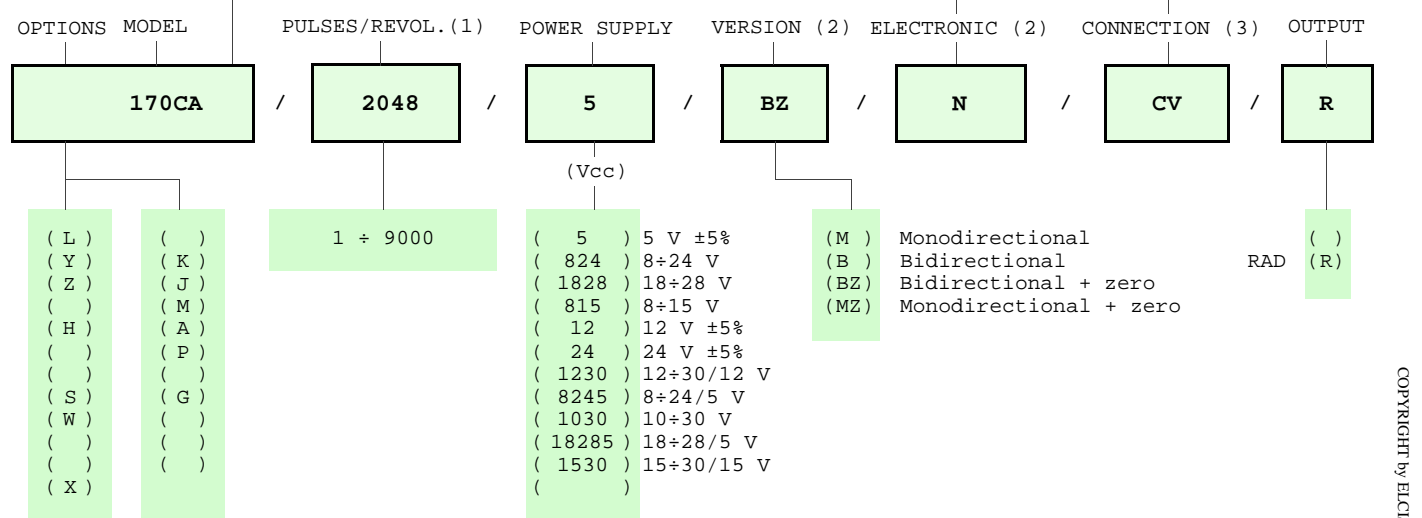 OPTIONS MODEL PULSES/REVOL.(1) POWER SUPPLY VERSION (2) ELECTRONIC (2) CONNECTION (3) OUTPUT
170CA / 2048 / 5 / BZ / N / CV / R
(Vcc)
( L ) ( ) 1 ÷ 9000 ( 5 ) 5 V ±5% (M ) Monodirectional ( )
( Y ) ( K ) ( 824 ) 8÷24 V (B ) Bidirectional RAD (R)
( Z ) ( J ) ( 1828 ) 18÷28 V (BZ) Bidirectional + zero
( ) ( M ) ( 815 ) 8÷15 V (MZ) Monodirectional + zero
( H ) ( A ) ( 12 ) 12 V ±5%
( ) ( P ) ( 24 ) 24 V ±5%
( ) ( ) ( 1230 ) 12÷30/12 V
( S ) ( G ) ( 8245 ) 8÷24/5 V
( W ) ( ) ( 1030 ) 10÷30 V
( ) ( ) ( 18285 ) 18÷28/5 V
( ) ( ) ( 1530 ) 15÷30/15 V
( X ) ( )
COPYRIGHT by ELCI